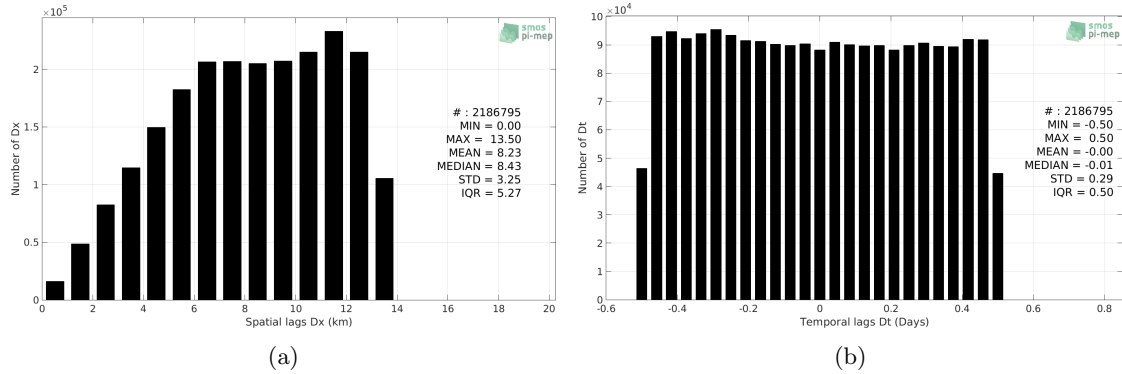 ×10⁵
2
1.5
1
0.5
0
Number of Dx
0 2 4 6 8 10 12 14 16 18 20
Spatial lags Dx (km)
smos
pi-mep
# : 2186795
MIN = 0.00
MAX = 13.50
MEAN = 8.23
MEDIAN = 8.43
STD = 3.25
IQR = 5.27
(a)
×10⁴
10
9
8
7
6
5
4
3
2
1
0
Number of Dt
-0.6 -0.4 -0.2 0 0.2 0.4 0.6 0.8
Temporal lags Dt (Days)
smos
pi-mep
# : 2186795
MIN = -0.50
MAX = 0.50
MEAN = -0.00
MEDIAN = -0.01
STD = 0.29
IQR = 0.50
(b)